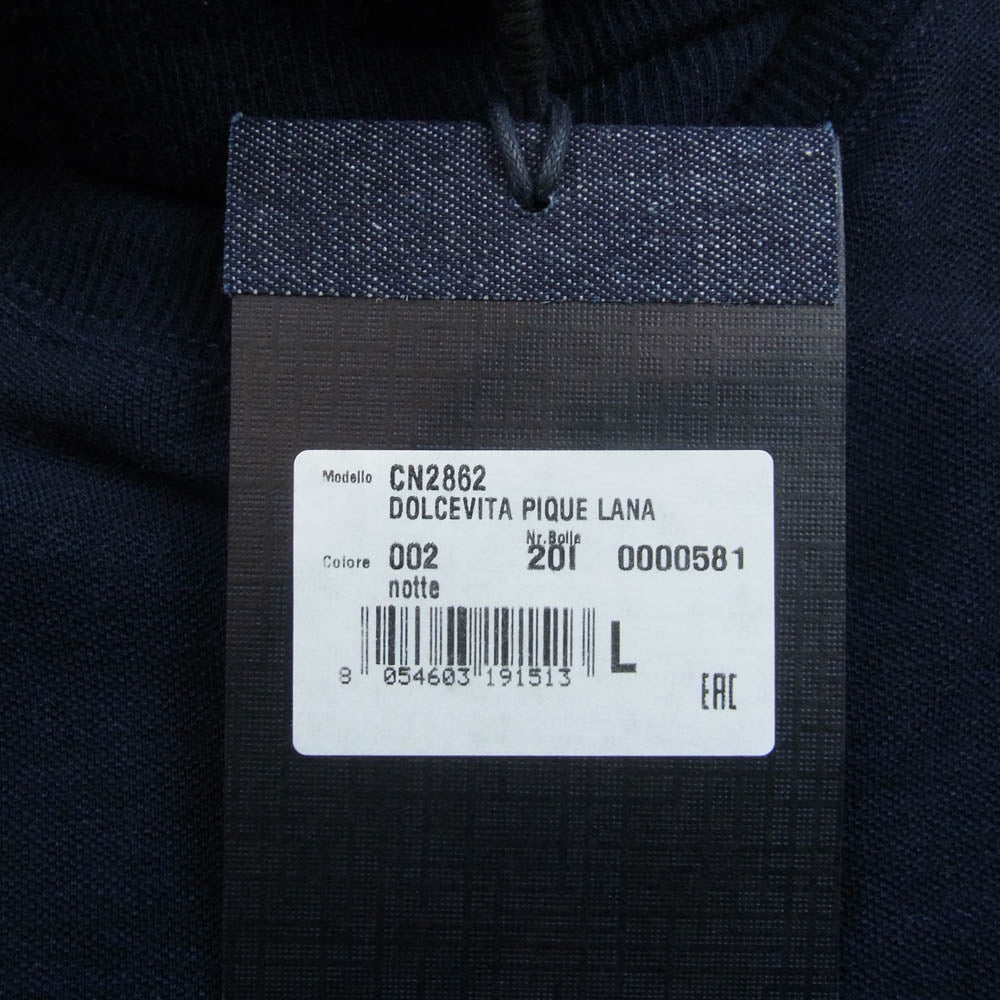 Modello CN2862
DOLCEVITA PIQUE LANA
Nr.Bolla
Colore 002 20I 0000581
notte
L
8 054603 191513
EAC